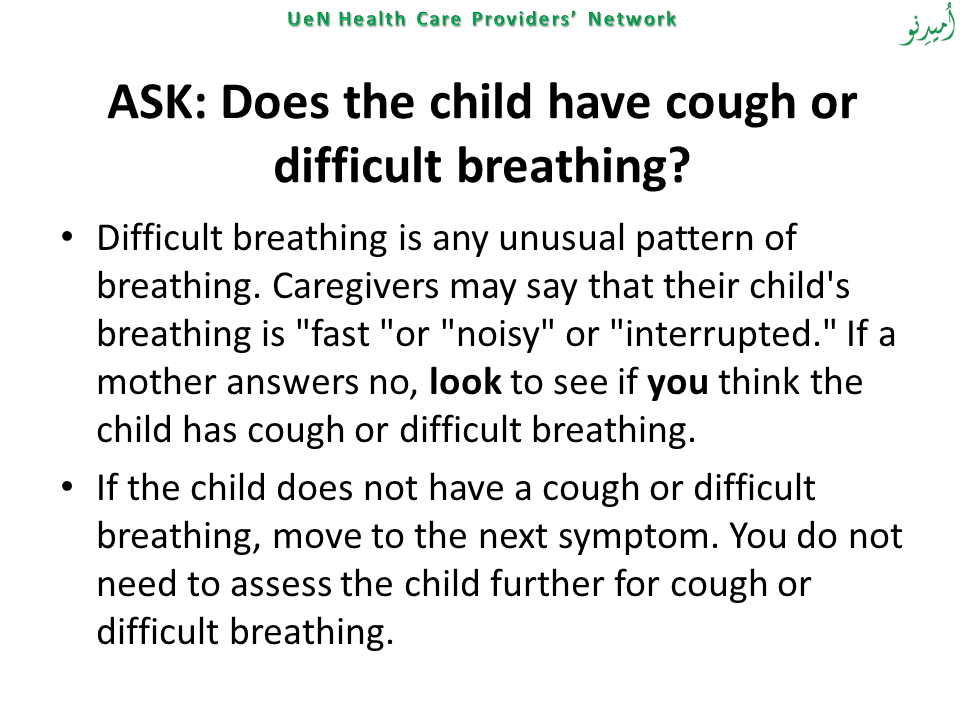 UeN Health Care Providers’ Network
أُميدِنو
ASK: Does the child have cough or
difficult breathing?
• Difficult breathing is any unusual pattern of
breathing. Caregivers may say that their child's
breathing is "fast "or "noisy" or "interrupted." If a
mother answers no, look to see if you think the
child has cough or difficult breathing.
• If the child does not have a cough or difficult
breathing, move to the next symptom. You do not
need to assess the child further for cough or
difficult breathing.